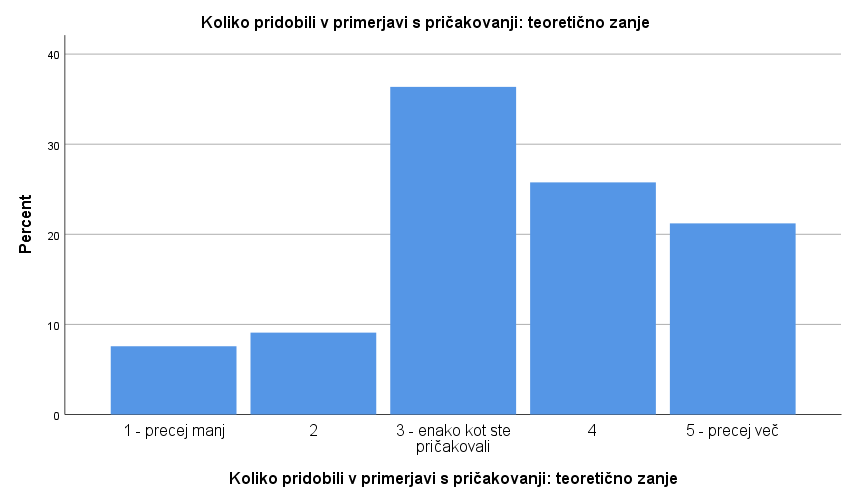 Koliko pridobili v primerjavi s pričakovanji: teoretično zanje
40
30
20
10
0
Percent
1 - precej manj
2
3 - enako kot ste
pričakovali
4
5 - precej več
Koliko pridobili v primerjavi s pričakovanji: teoretično zanje